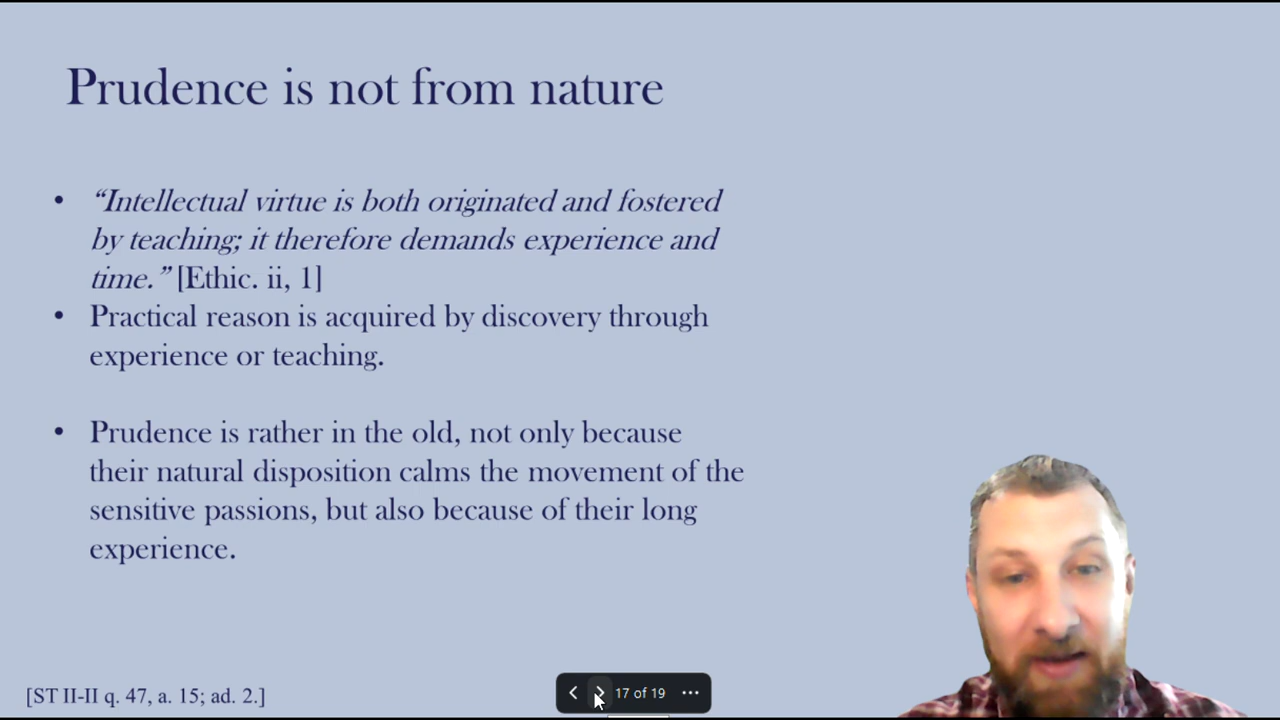 Prudence is not from nature
• “Intellectual virtue is both originated and fostered
by teaching; it therefore demands experience and
time.” [Ethic. ii, 1]
• Practical reason is acquired by discovery through
experience or teaching.
• Prudence is rather in the old, not only because
their natural disposition calms the movement of the
sensitive passions, but also because of their long
experience.
[ST II-II q. 47, a. 15; ad. 2.]
17 of 19